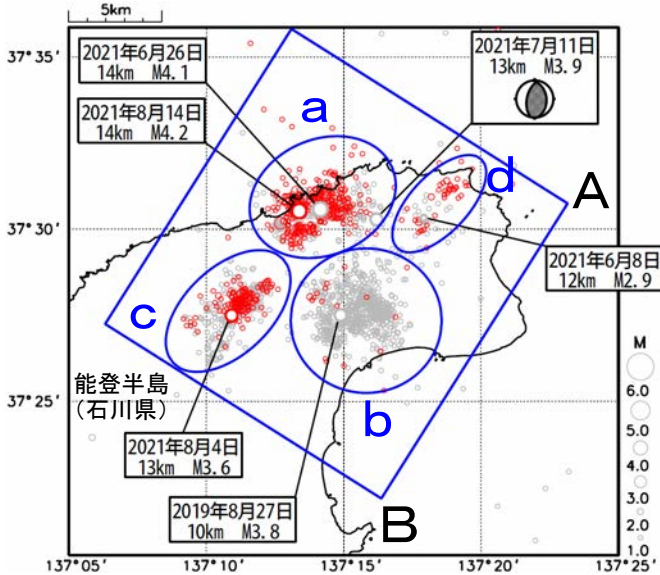 5km
37°35′
37°30′
37°25′
2021年6月26日
14km M4.1
2021年8月14日
14km M4.2
2021年7月11日
13km M3.9
a
d
A
2021年6月8日
12km M2.9
c
能登半島
（石川県）
b
2021年8月4日
13km M3.6
2019年8月27日
10km M3.8
B
M
6.0
5.0
4.0
3.0
2.0
1.0
137°05′
137°10′
137°15′
137°20′
137°25′